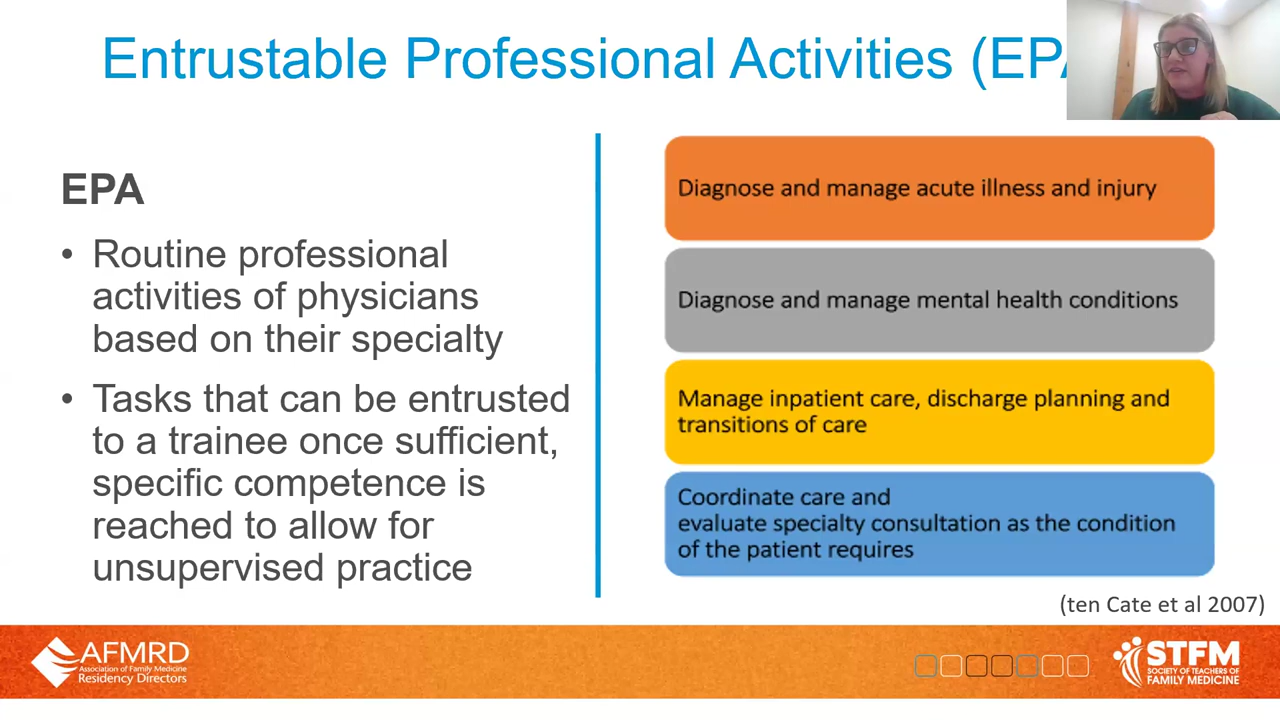 Entrustable Professional Activities (EPA
EPA
• Routine professional
activities of physicians
based on their specialty
• Tasks that can be entrusted
to a trainee once sufficient,
specific competence is
reached to allow for
unsupervised practice
Diagnose and manage acute illness and injury
Diagnose and manage mental health conditions
Manage inpatient care, discharge planning and
transitions of care
Coordinate care and
evaluate specialty consultation as the condition
of the patient requires
(ten Cate et al 2007)
AFMRD
Association of Family Medicine
Residency Directors
STFM
SOCIETY OF TEACHERS OF
FAMILY MEDICINE